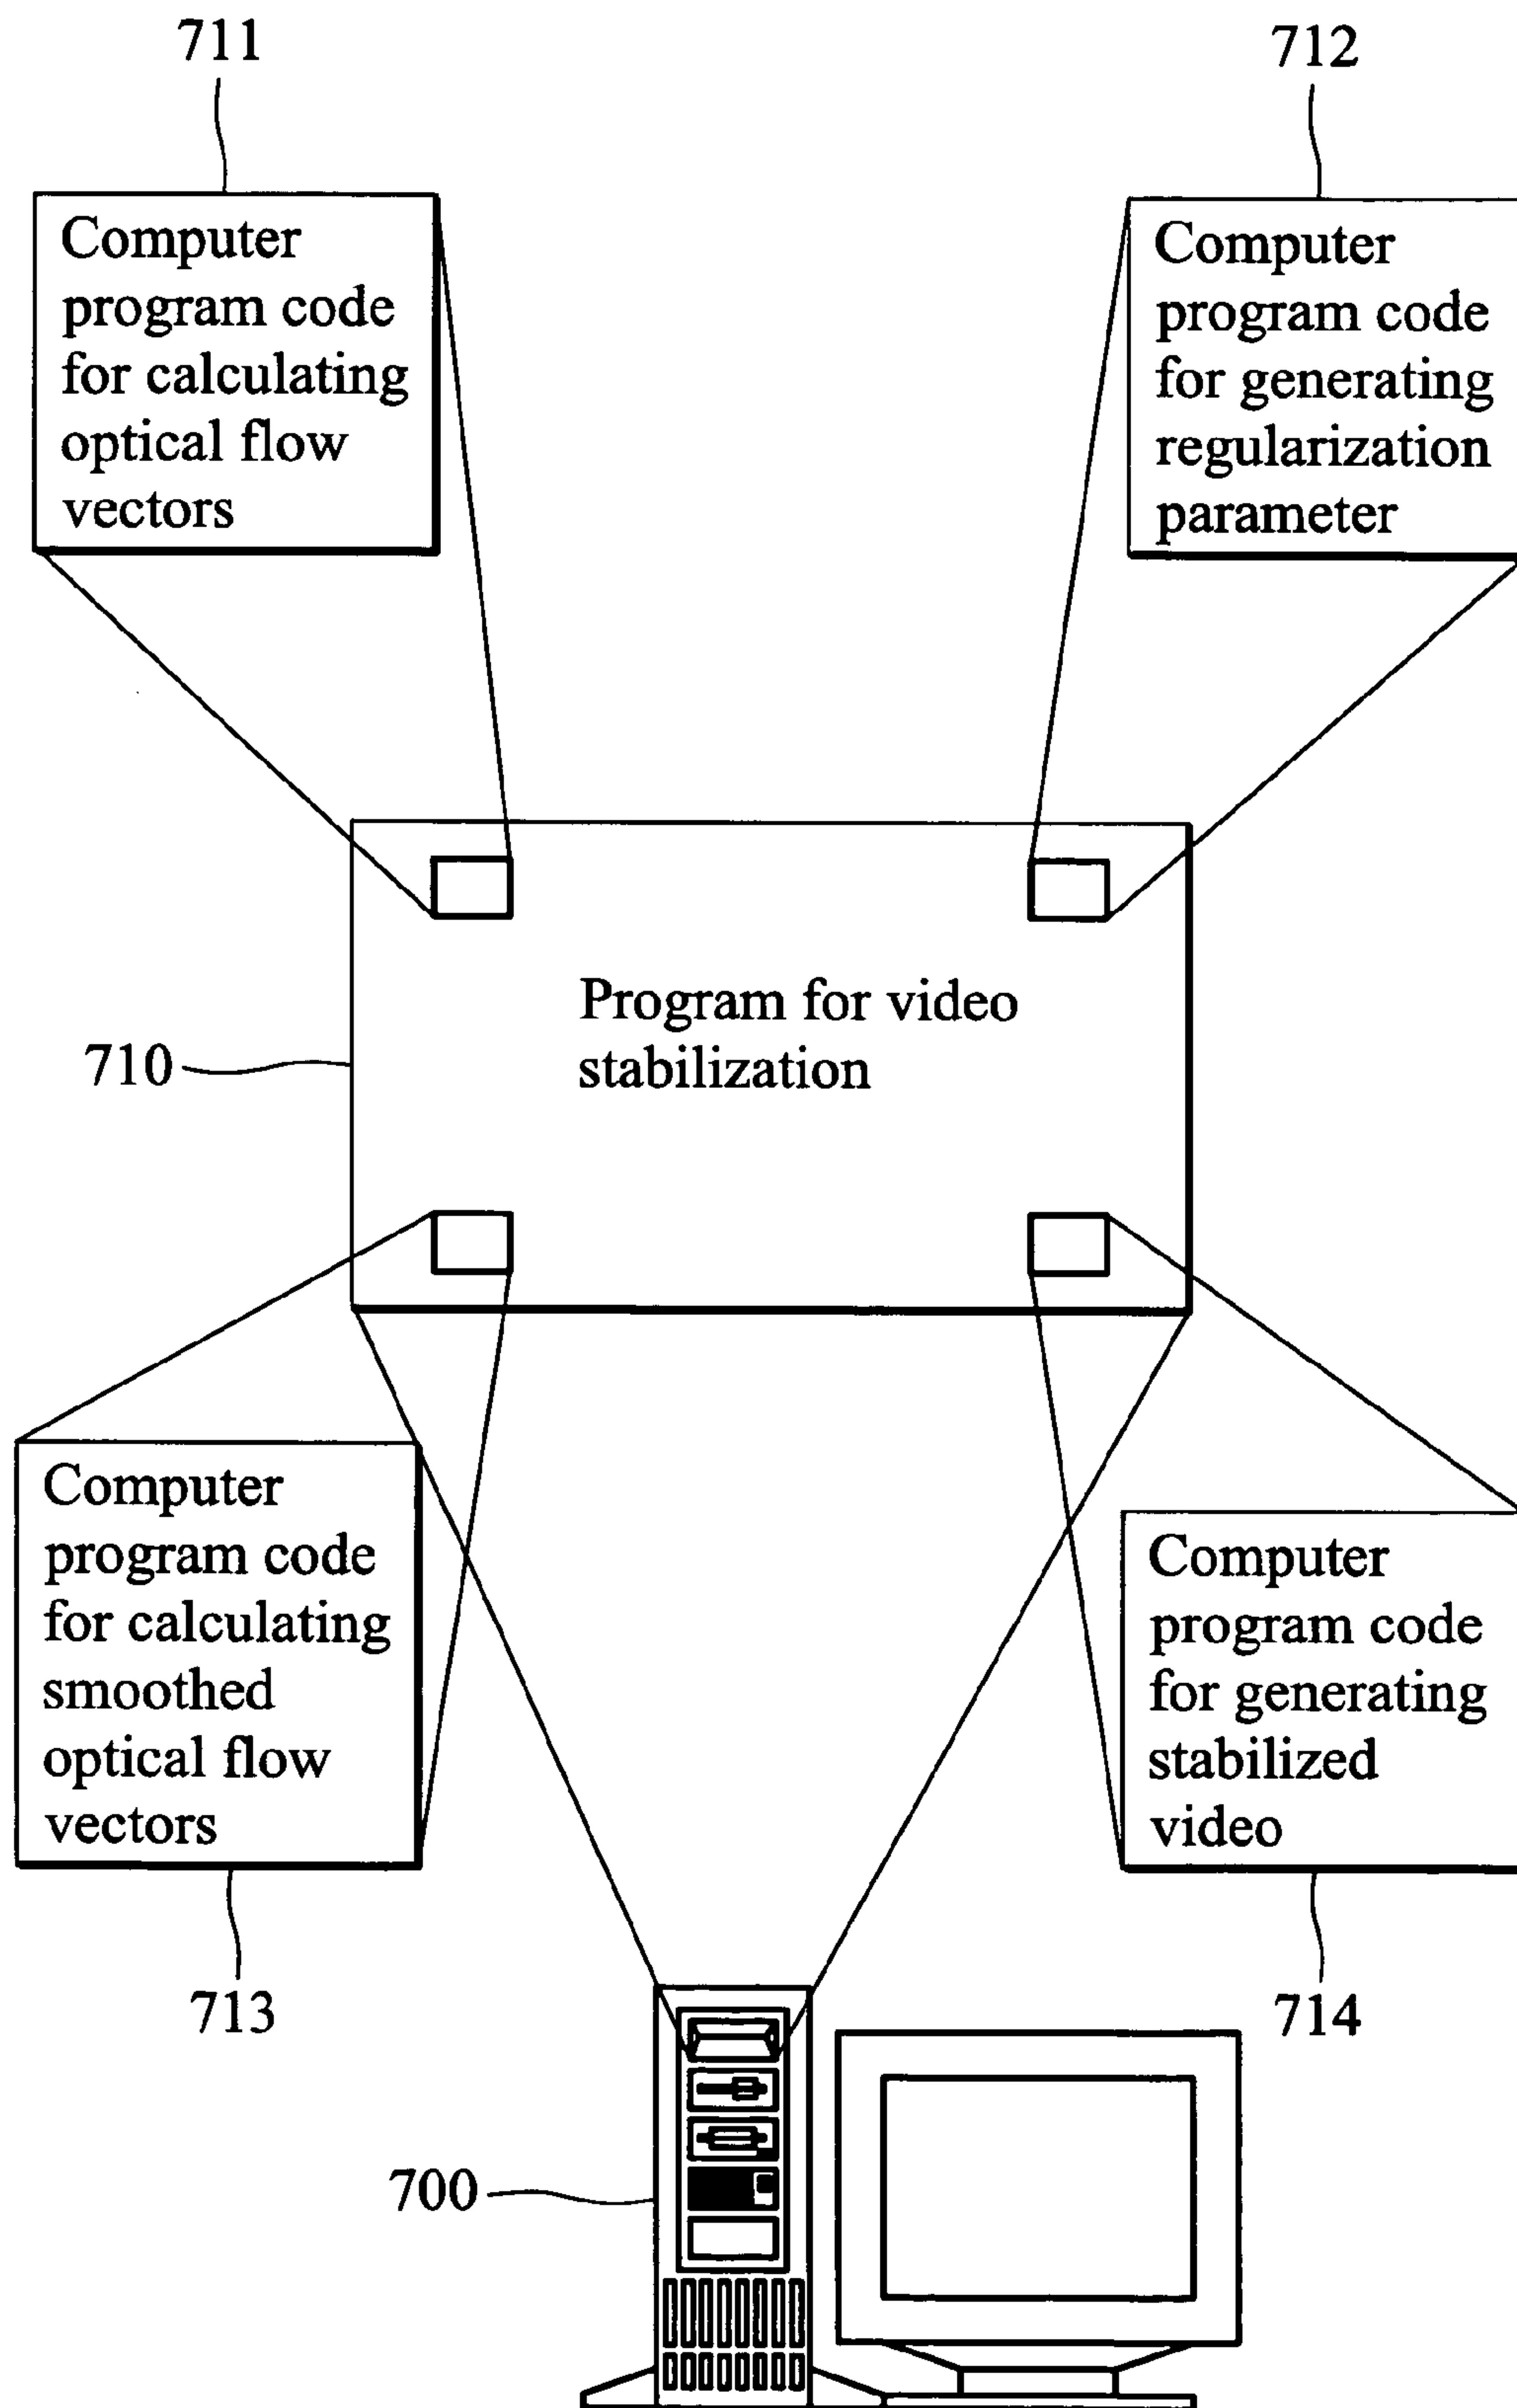 711
712
Computer
program code
for calculating
optical flow
vectors
Computer
program code
for generating
regularization
parameter
Program for video
stabilization
710
Computer
program code
for calculating
smoothed
optical flow
vectors
Computer
program code
for generating
stabilized
video
713
714
700